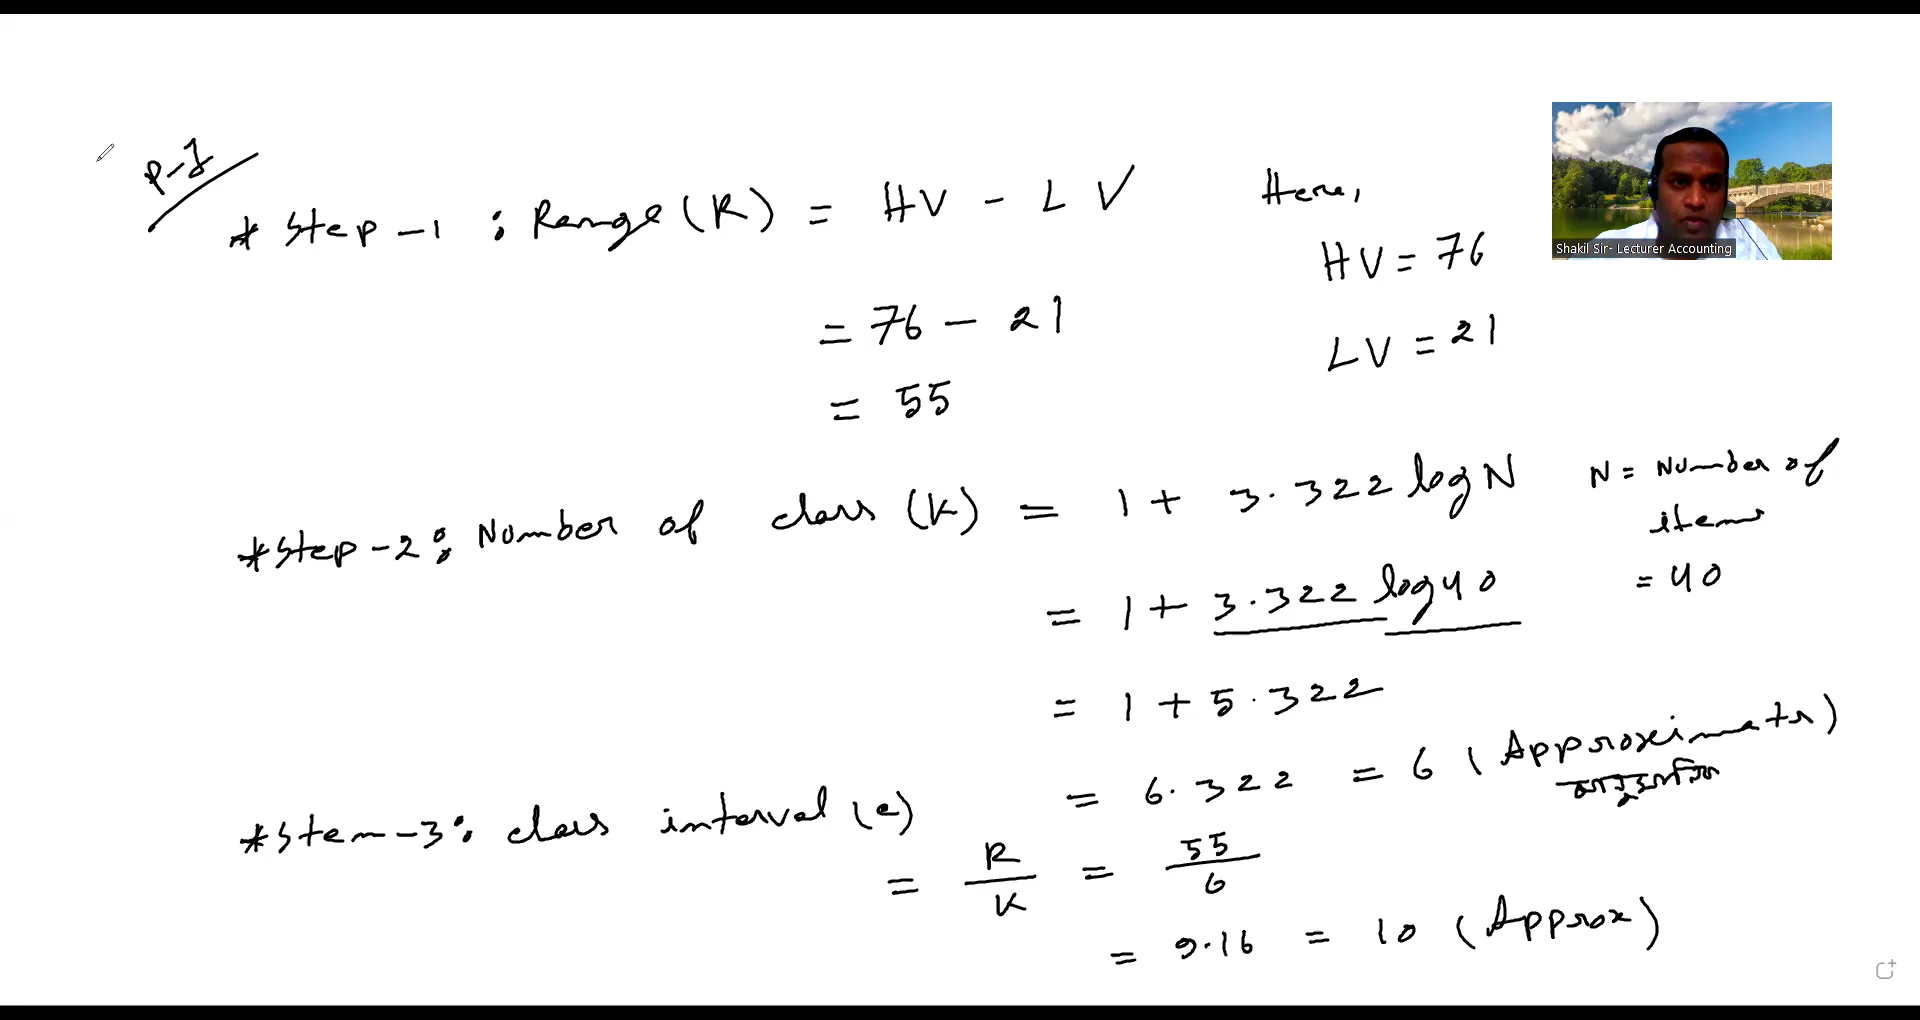 P-1
* Step-1 : Range (R) = HV - LV
= 76 - 21
= 55
Here,
HV = 76
LV = 21
Shakil Sir- Lecturer Accounting
* Step-2 : Number of class (K) = 1 + 3.322 log N
= 1 + 3.322 log 40
= 1 + 5.322
= 6.322 = 6 (Approximate)
N = Number of
items
= 40
* Stem-3 : class interval (c)
= R/K = 55/6
= 9.16 = 10 (Approx)